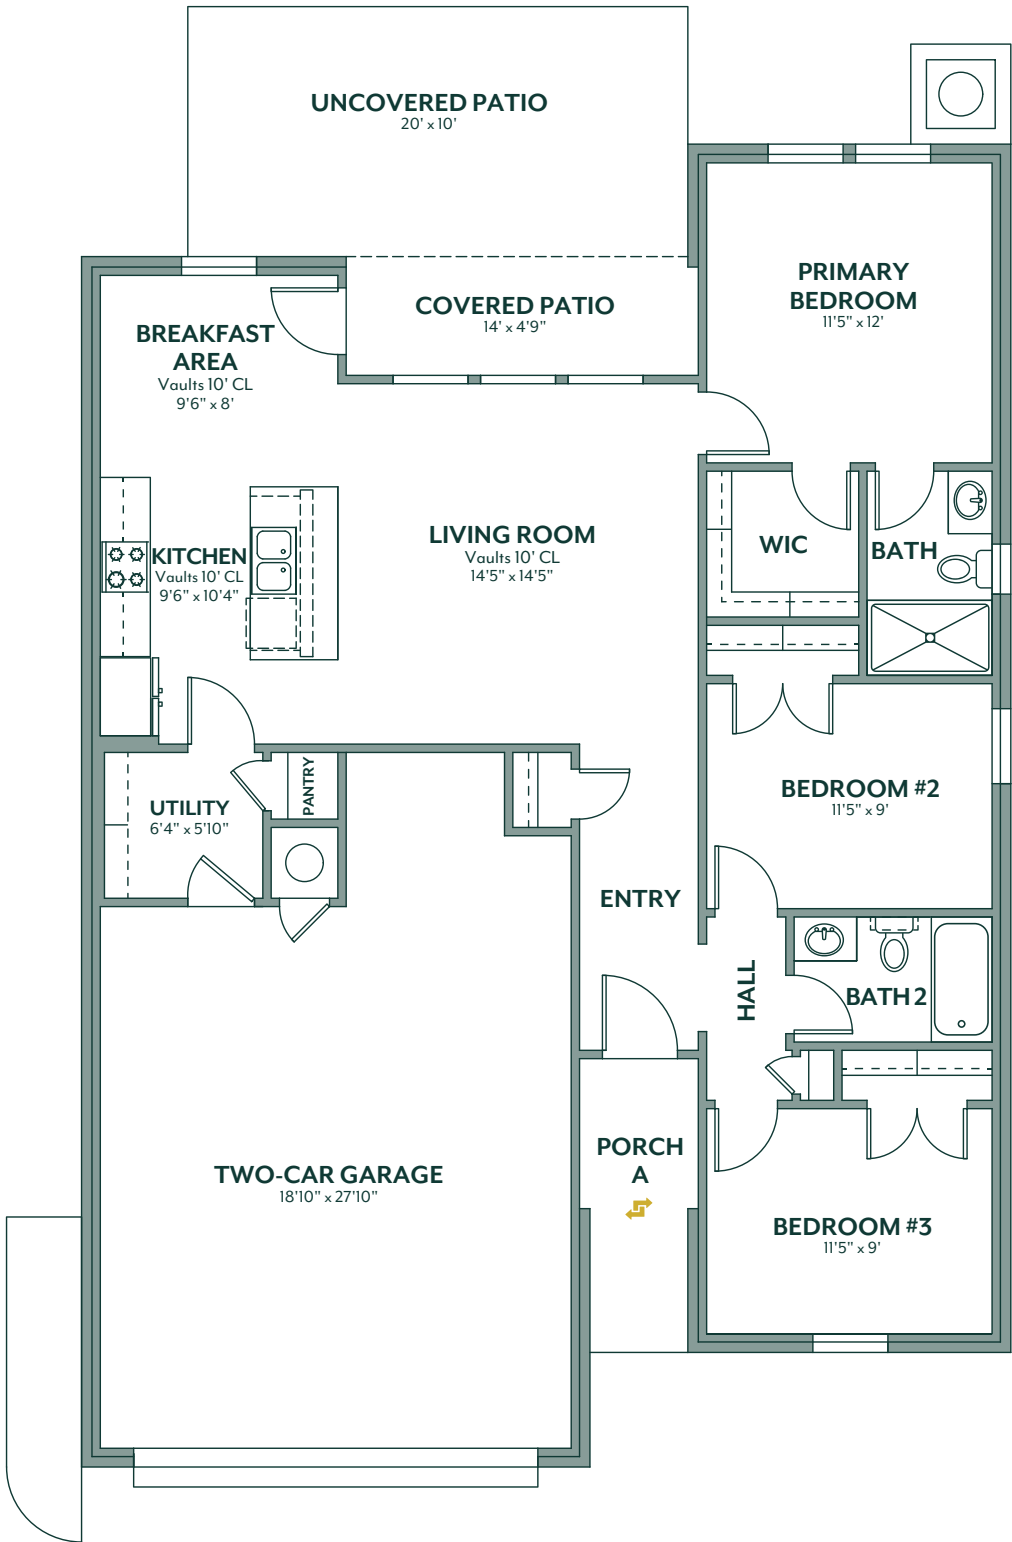 UNCOVERED PATIO
20' x 10'
PRIMARY
BEDROOM
11'5" x 12'
COVERED PATIO
14' x 4'9"
BREAKFAST
AREA
Vaults 10' CL
9'6" x 8'
LIVING ROOM
Vaults 10' CL
14'5" x 14'5"
KITCHEN
Vaults 10' CL
9'6" x 10'4"
WIC
BATH
PANTRY
UTILITY
6'4" x 5'10"
BEDROOM #2
11'5" x 9'
ENTRY
HALL
BATH 2
PORCH
A
TWO-CAR GARAGE
18'10" x 27'10"
BEDROOM #3
11'5" x 9'